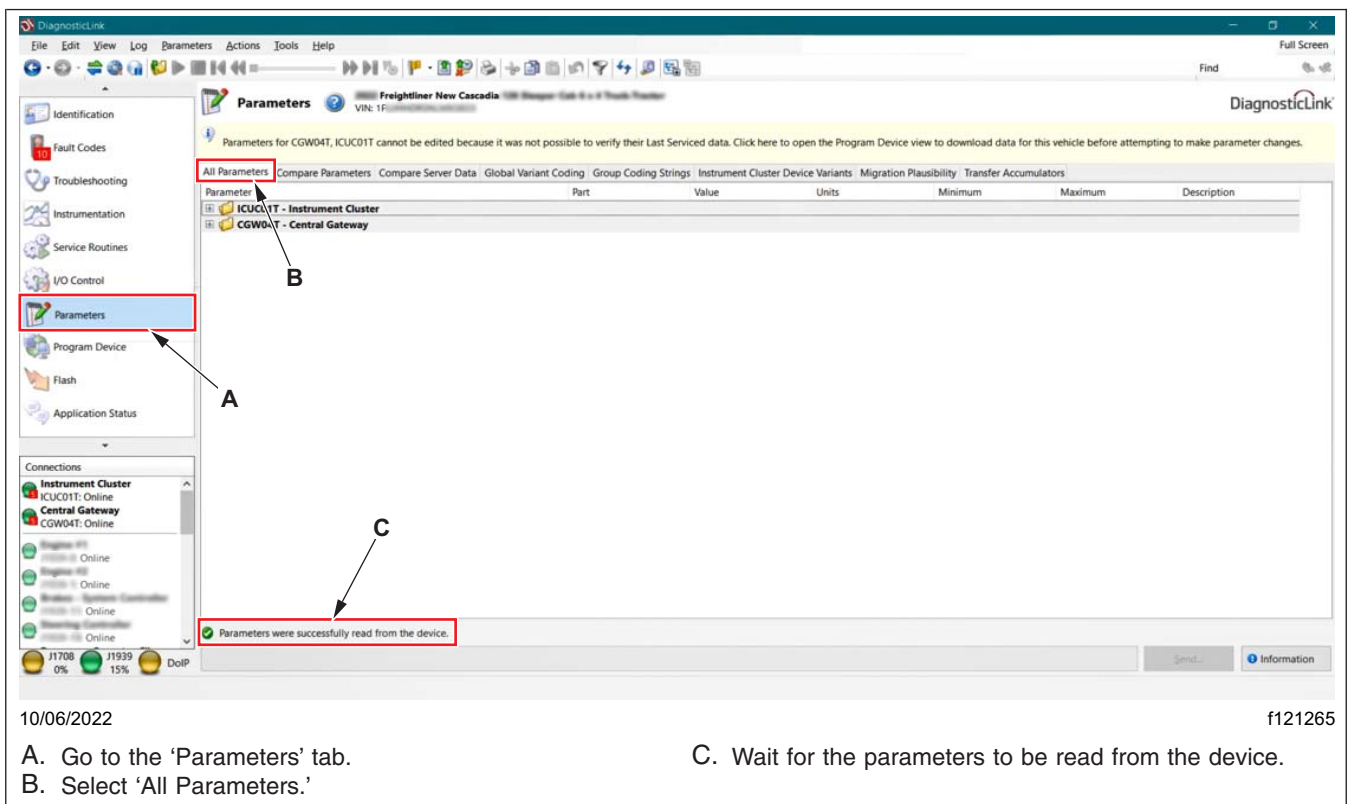 DiagnosticLink
File Edit View Log Parameters Actions Tools Help
Full Screen
Find
Identification
Fault Codes
10
Troubleshooting
Instrumentation
Service Routines
I/O Control
Parameters
Program Device
Flash
Application Status
Parameters
Freightliner New Cascadia
VIN: 1F
DiagnosticLink
Parameters for CGW04T, ICUC01T cannot be edited because it was not possible to verify their Last Serviced data. Click here to open the Program Device view to download data for this vehicle before attempting to make parameter changes.
All Parameters Compare Parameters Compare Server Data Global Variant Coding Group Coding Strings Instrument Cluster Device Variants Migration Plausibility Transfer Accumulators
Parameter Part Value Units Minimum Maximum Description
ICUC01T - Instrument Cluster
CGW04T - Central Gateway
B
A
C
Connections
Instrument Cluster
ICUC01T: Online
Central Gateway
CGW04T: Online
Online
Online
Online
Online
Parameters were successfully read from the device.
J1708 J1939 DoIP
0% 15%
Send...
Information
10/06/2022
f121265
A. Go to the ‘Parameters’ tab.
B. Select ‘All Parameters.’
C. Wait for the parameters to be read from the device.